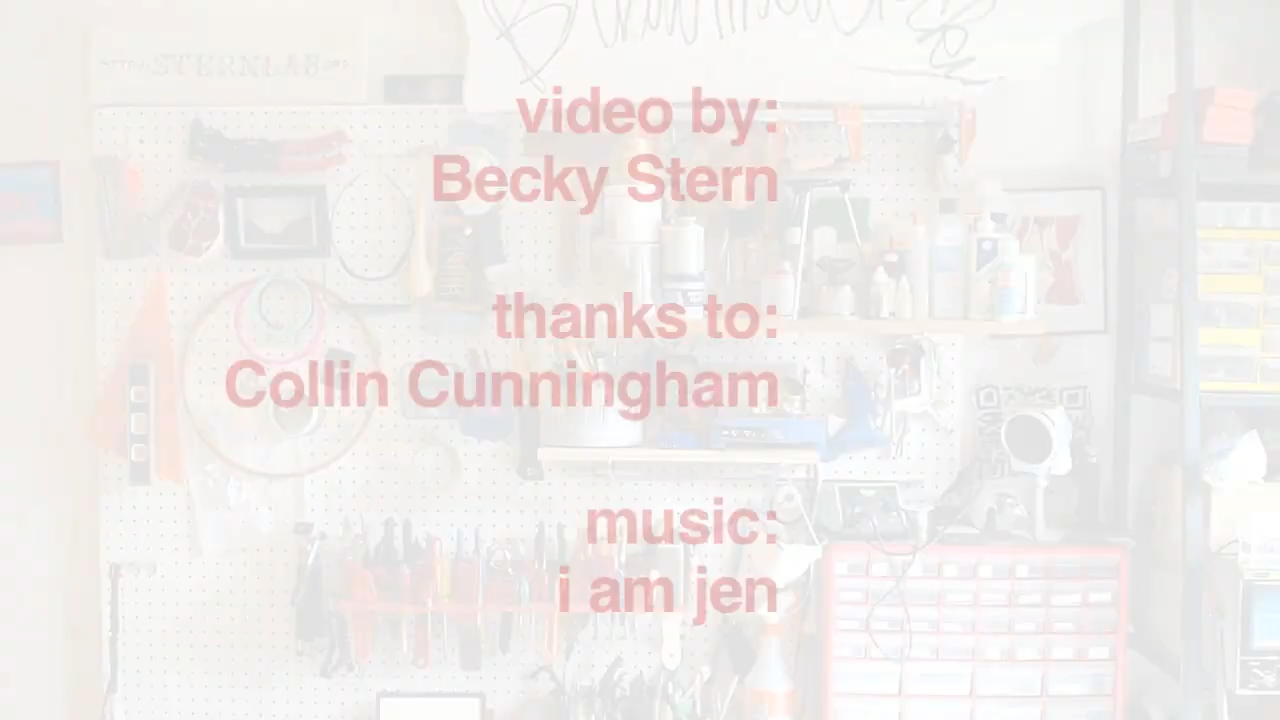 STERNLAB
video by:
Becky Stern
thanks to:
Collin Cunningham
music:
i am jen